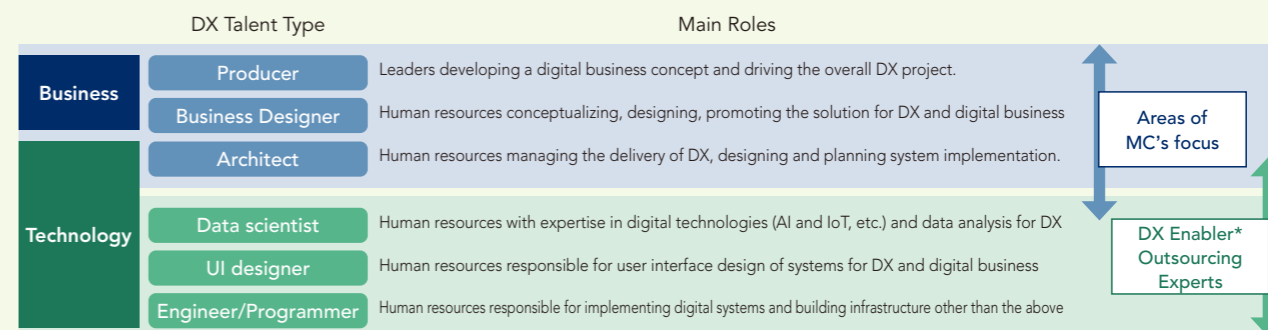 DX Talent Type
Main Roles
Business
Producer
Leaders developing a digital business concept and driving the overall DX project.
Business Designer
Human resources conceptualizing, designing, promoting the solution for DX and digital business
Architect
Human resources managing the delivery of DX, designing and planning system implementation.
Areas of
MC's focus
Technology
Data scientist
Human resources with expertise in digital technologies (AI and IoT, etc.) and data analysis for DX
UI designer
Human resources responsible for user interface design of systems for DX and digital business
Engineer/Programmer
Human resources responsible for implementing digital systems and building infrastructure other than the above
DX Enabler*
Outsourcing
Experts